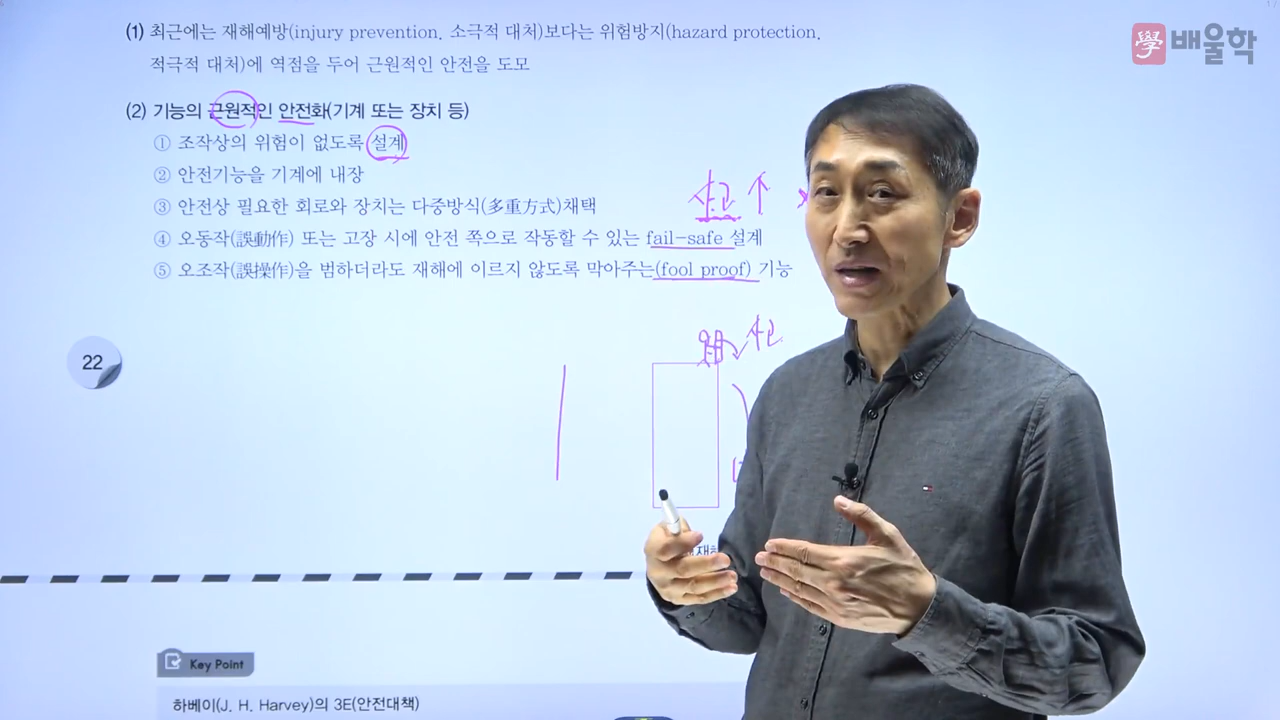 (1) 최근에는 재해예방(injury prevention, 소극적 대처)보다는 위험방지(hazard protection,
적극적 대처)에 역점을 두어 근원적인 안전을 도모
學 배울학
(2) 기능의 근원적인 안전화(기계 또는 장치 등)
① 조작상의 위험이 없도록 설계
② 안전기능을 기계에 내장
③ 안전상 필요한 회로와 장치는 다중방식(多重方式)채택
④ 오동작(誤動作) 또는 고장 시에 안전 쪽으로 작동할 수 있는 fail-safe 설계
⑤ 오조작(誤操作)을 범하더라도 재해에 이르지 않도록 막아주는(fool proof) 기능
22
Key Point
하베이(J. H. Harvey)의 3E(안전대책)